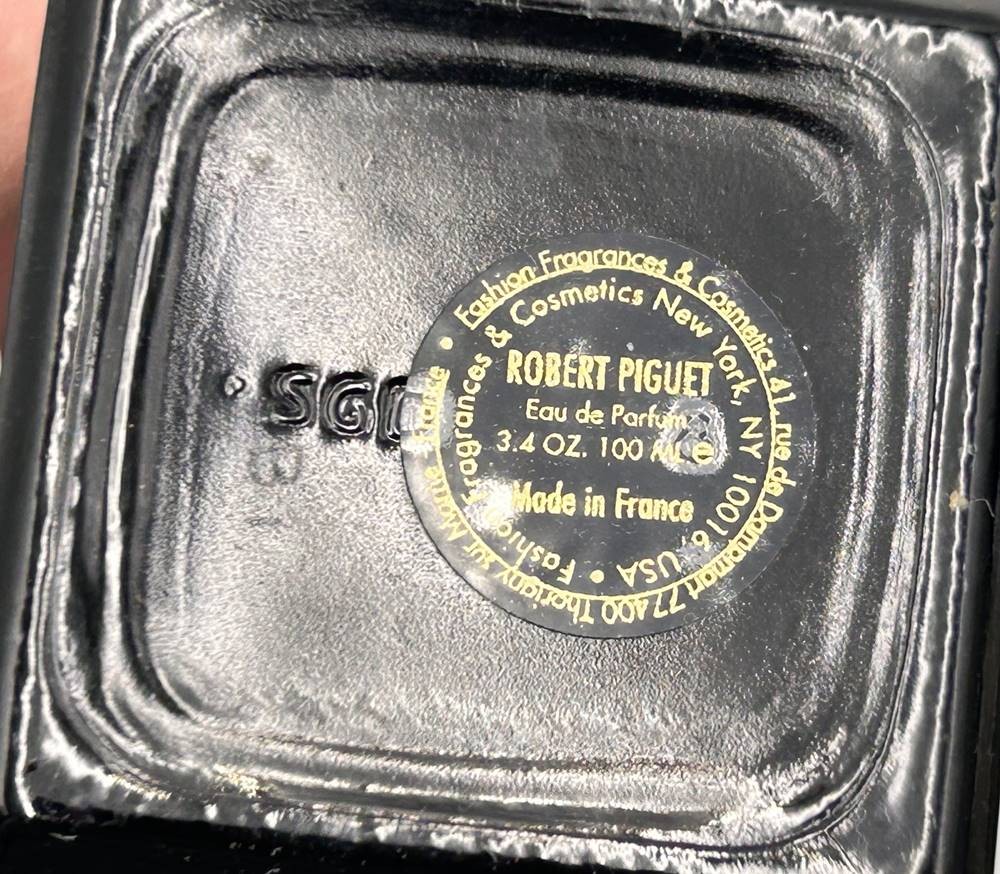 SG
Fashion Fragrances & Cosmetics 41, rue de Dampmart 77400 Thorigny sur Marne France •
Fashion Fragrances & Cosmetics New York, NY 10016, USA •
ROBERT PIGUET
Eau de Parfum
3.4 OZ. 100 ML e
Made in France